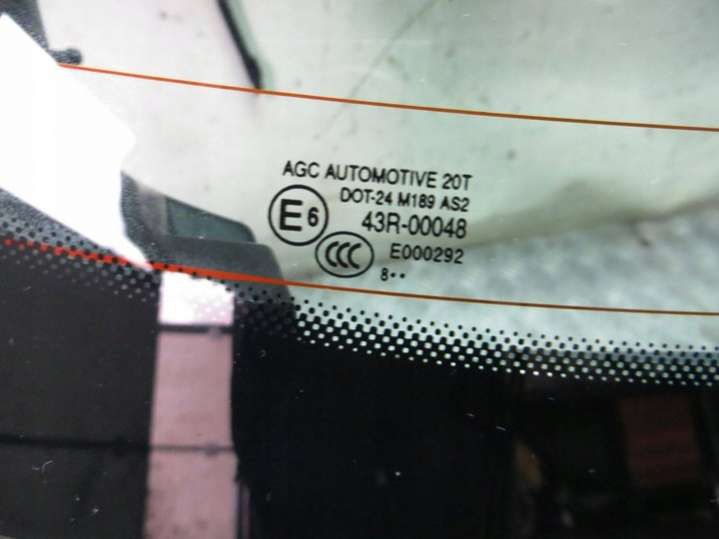 AGC AUTOMOTIVE 20T
DOT-24 M189 AS2
E6 43R-00048
CCC E000292
8••